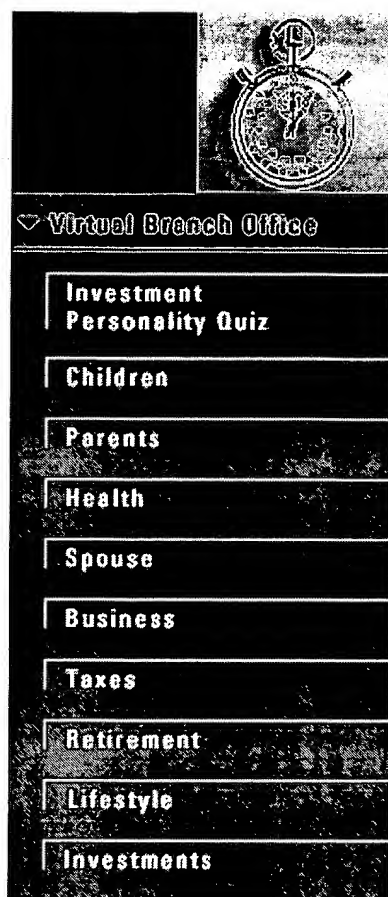 Virtual Branch Office
Investment
Personality Quiz
Children
Parents
Health
Spouse
Business
Taxes
Retirement
Lifestyle
Investments